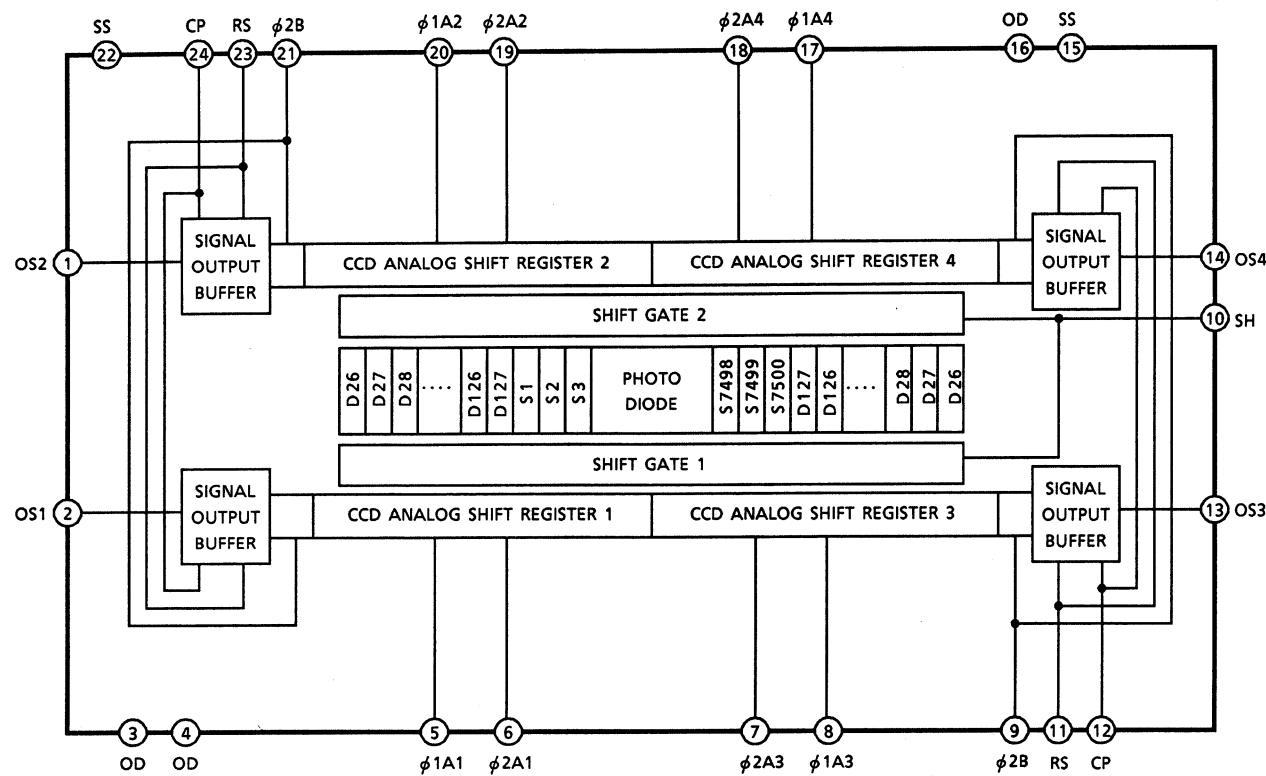 SS CP RS ϕ2B ϕ1A2 ϕ2A2 ϕ2A4 ϕ1A4 OD SS
22 24 23 21 20 19 18 17 16 15
SIGNAL
OUTPUT
BUFFER
SIGNAL
OUTPUT
BUFFER
OS2 1
CCD ANALOG SHIFT REGISTER 2
CCD ANALOG SHIFT REGISTER 4
14 OS4
SHIFT GATE 2
10 SH
D26 D27 D28 .... D126 D127 S1 S2 S3
PHOTO
DIODE
S7498 S7499 S7500 D127 D126 .... D28 D27 D26
SHIFT GATE 1
SIGNAL
OUTPUT
BUFFER
SIGNAL
OUTPUT
BUFFER
OS1 2
CCD ANALOG SHIFT REGISTER 1
CCD ANALOG SHIFT REGISTER 3
13 OS3
3 4 5 6 7 8 9 11 12
OD OD ϕ1A1 ϕ2A1 ϕ2A3 ϕ1A3 ϕ2B RS CP